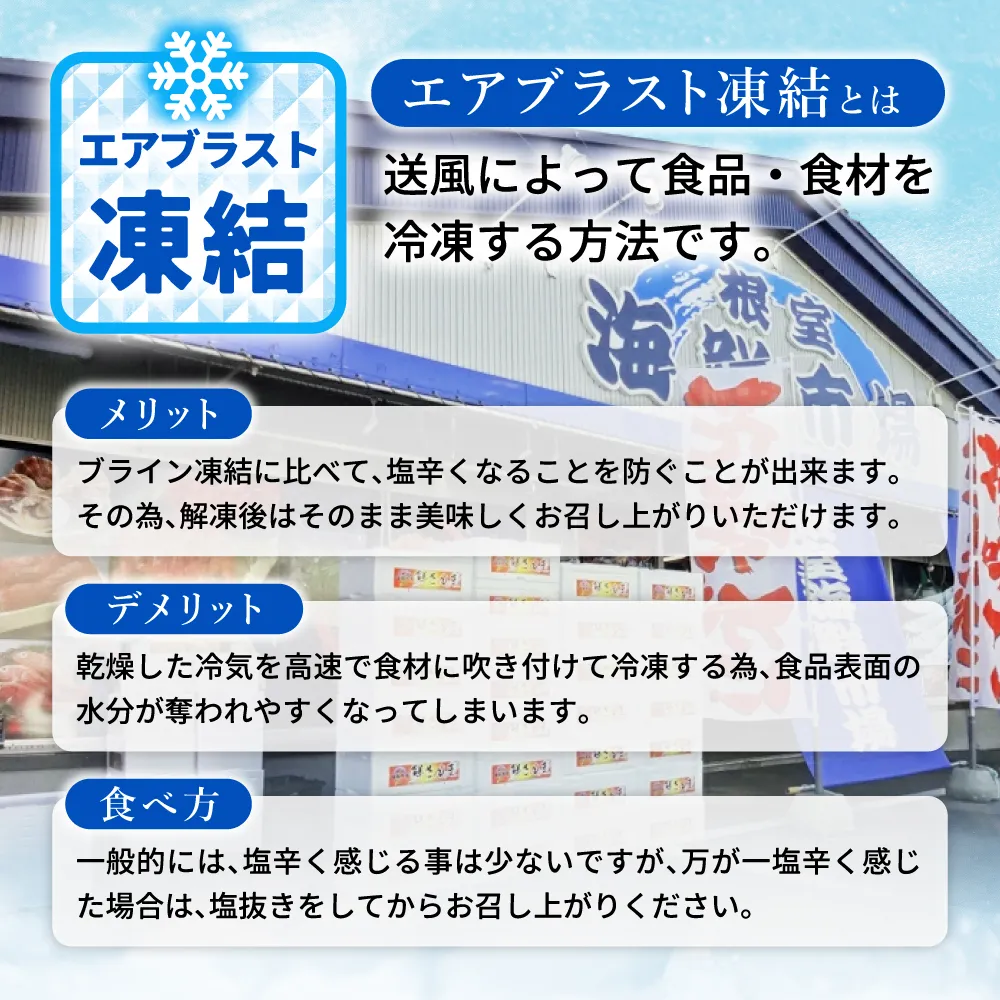 エアブラスト
凍結
エアブラスト凍結とは
送風によって食品・食材を
冷凍する方法です。
根室
海鮮市場
メリット
ブライン凍結に比べて、塩辛くなることを防ぐことが出来ます。
その為、解凍後はそのまま美味しくお召し上がりいただけます。
デメリット
乾燥した冷気を高速で食材に吹き付けて冷凍する為、食品表面の
水分が奪われやすくなってしまいます。
食べ方
一般的には、塩辛く感じる事は少ないですが、万が一塩辛く感じ
た場合は、塩抜きをしてからお召し上がりください。